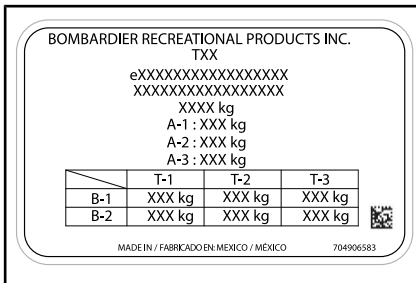 BOMBARDIER RECREATIONAL PRODUCTS INC.
TXX
eXXXXXXXXXXXXXXXXX
XXXXXXXXXXXXXXXXX
XXXX kg
A-1 : XXX kg
A-2 : XXX kg
A-3 : XXX kg
T-1 T-2 T-3
B-1 XXX kg XXX kg XXX kg
B-2 XXX kg XXX kg XXX kg
MADE IN / FABRICADO EN: MEXICO / MÉXICO 704906583